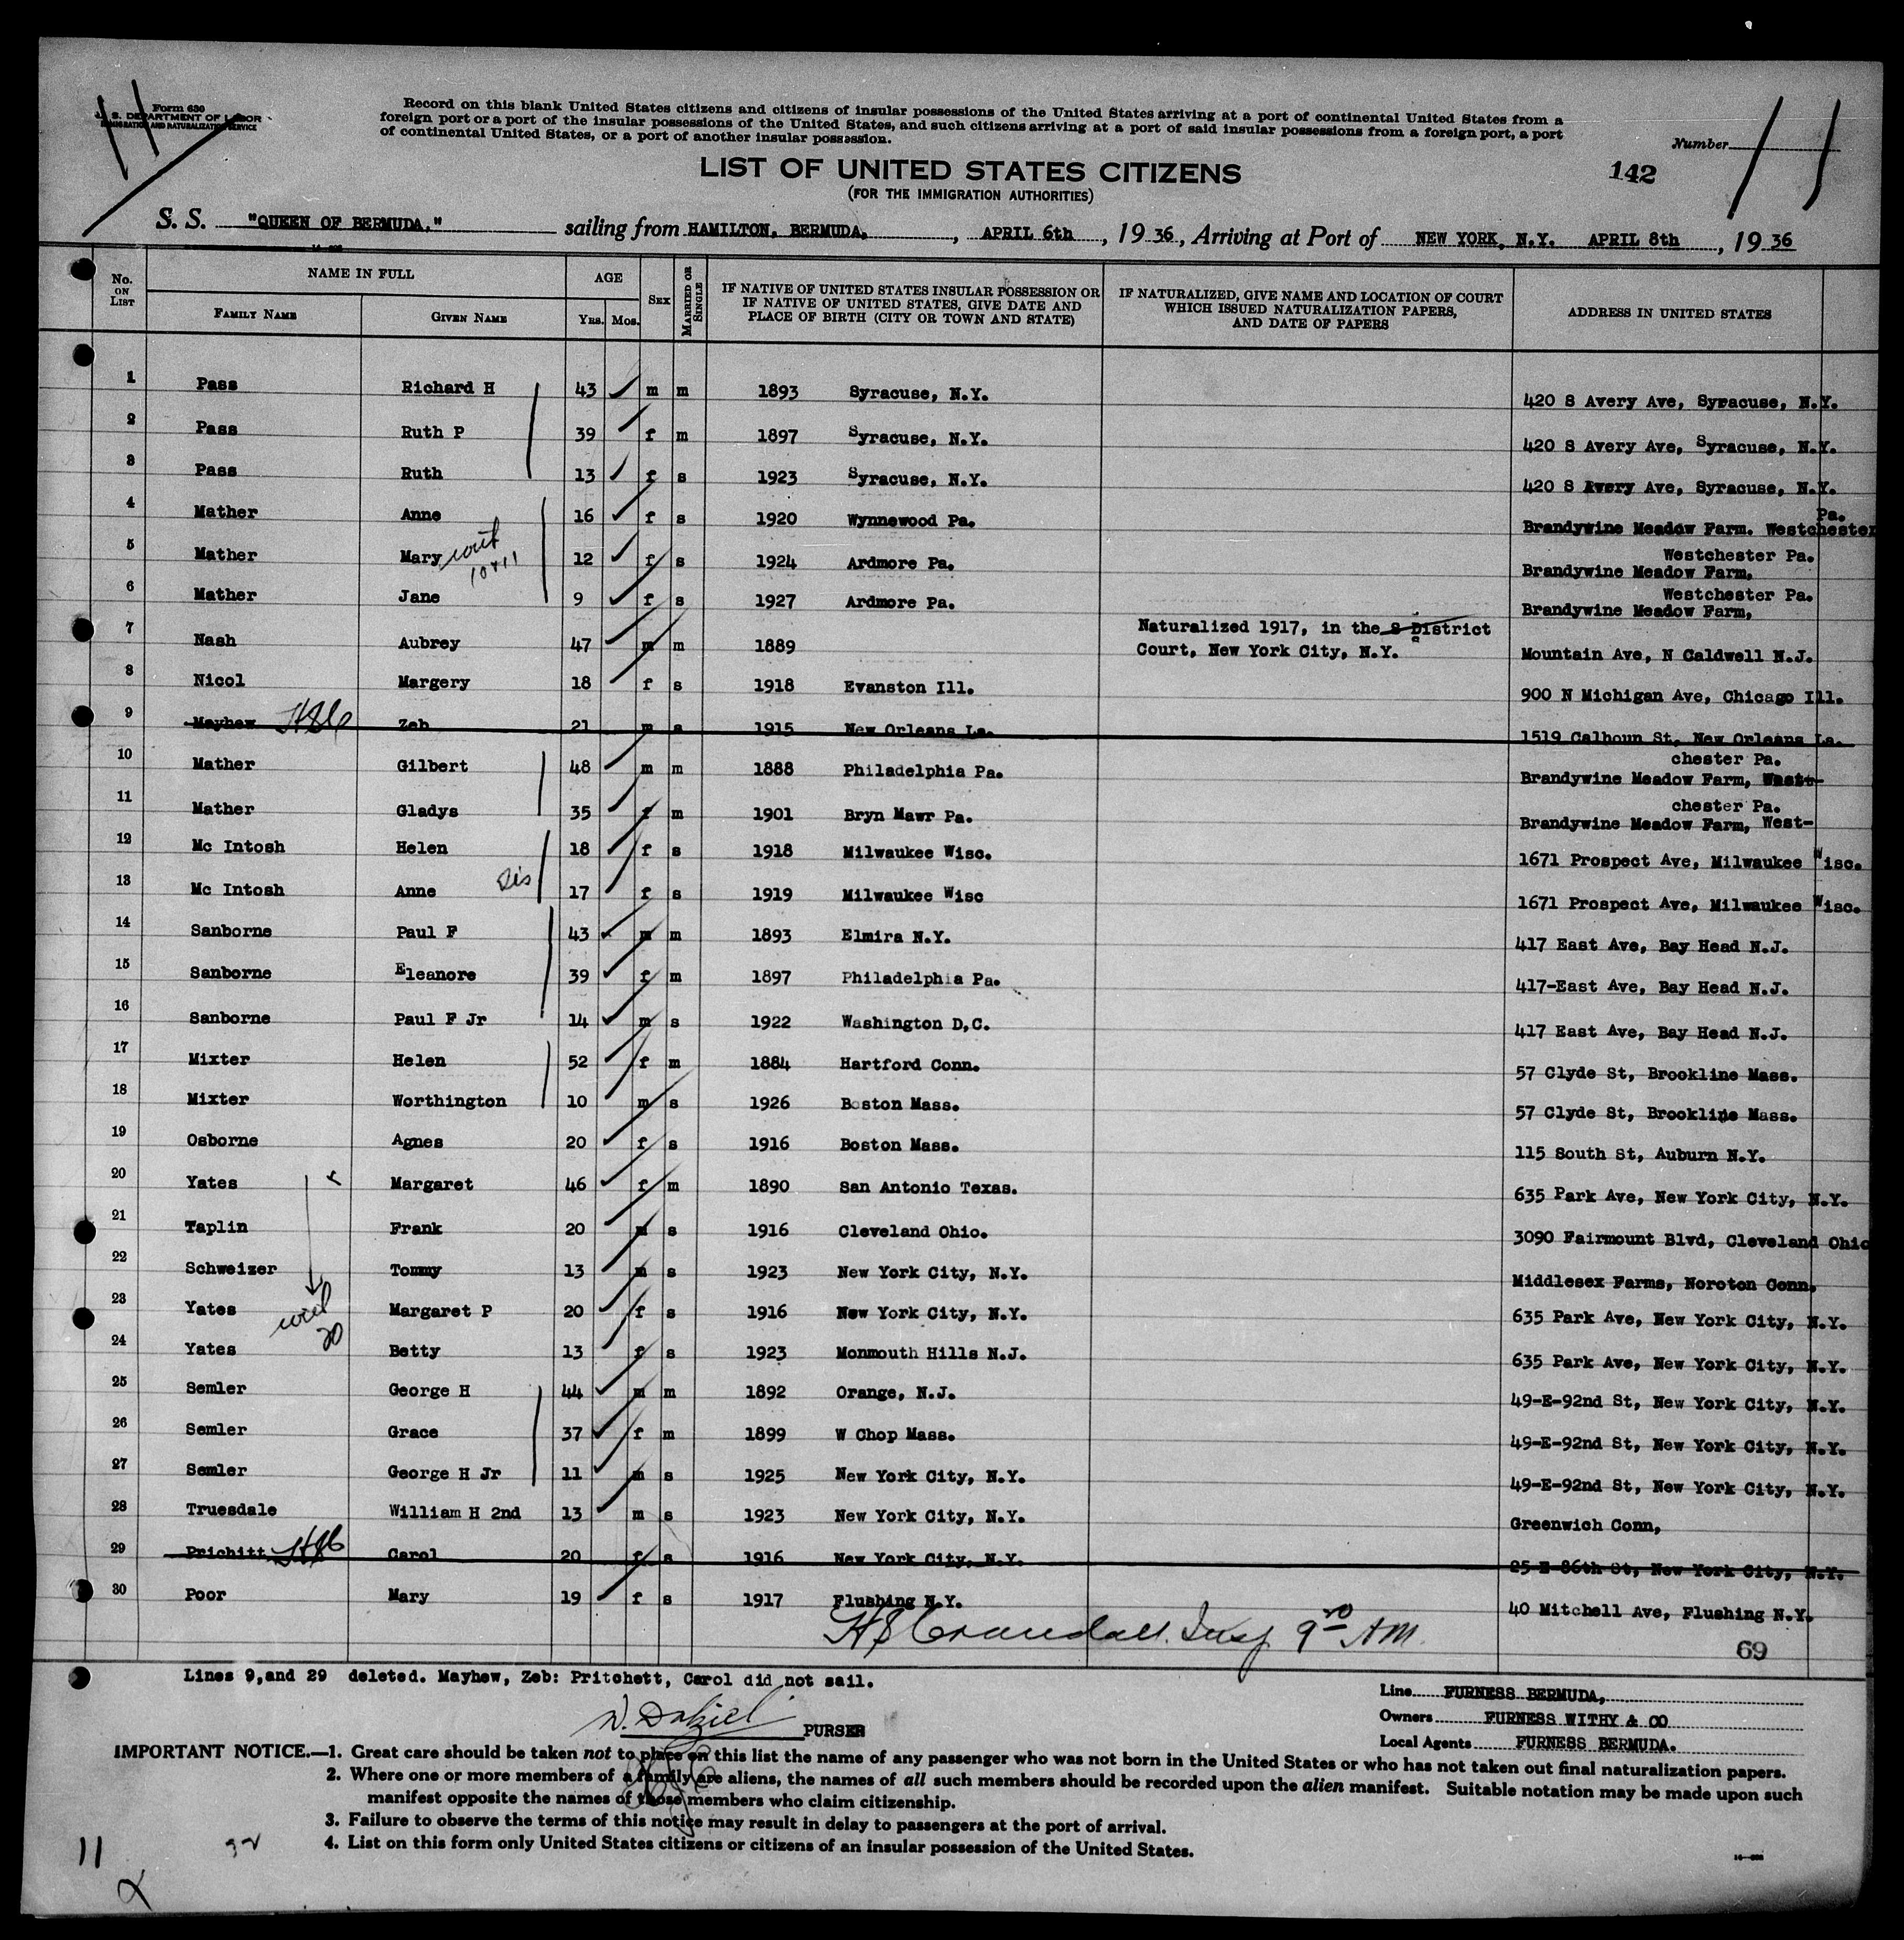 Form 630
U. S. DEPARTMENT OF LABOR
IMMIGRATION AND NATURALIZATION SERVICE
Record on this blank United States citizens and citizens of insular possessions of the United States arriving at a port of continental United States from a
foreign port or a port of the insular possessions of the United States, and such citizens arriving at a port of said insular possessions from a foreign port, a port
of continental United States, or a port of another insular possession.
Number
11
LIST OF UNITED STATES CITIZENS
142
(FOR THE IMMIGRATION AUTHORITIES)
S. S. "QUEEN OF BERMUDA." sailing from HAMILTON, BERMUDA, , APRIL 6th , 19 36 , Arriving at Port of NEW YORK, N.Y. APRIL 8th , 19 36
No. ON LIST NAME IN FULL AGE SEX MARRIED OR SINGLE IF NATIVE OF UNITED STATES INSULAR POSSESSION OR IF NATIVE OF UNITED STATES, GIVE DATE AND PLACE OF BIRTH (CITY OR TOWN AND STATE) IF NATURALIZED, GIVE NAME AND LOCATION OF COURT WHICH ISSUED NATURALIZATION PAPERS, AND DATE OF PAPERS ADDRESS IN UNITED STATES
FAMILY NAME GIVEN NAME YRS. MOS.
1 Pass Richard H 43 m m 1893 Syracuse, N.Y. 420 S Avery Ave, Syracuse, N.Y.
2 Pass Ruth P 39 f m 1897 Syracuse, N.Y. 420 S Avery Ave, Syracuse, N.Y.
3 Pass Ruth 13 f s 1923 Syracuse, N.Y. 420 S Avery Ave, Syracuse, N.Y.
4 Mather Anne 16 f s 1920 Wynnewood Pa. Brandywine Meadow Farm. Westchester Pa.
5 Mather Mary 12 f s 1924 Ardmore Pa. Brandywine Meadow Farm, Westchester Pa.
6 Mather Jane 9 f s 1927 Ardmore Pa. Brandywine Meadow Farm, Westchester Pa.
7 Nash Aubrey 47 m m 1889 Naturalized 1917, in the S District Court, New York City, N.Y. Mountain Ave, N Caldwell N.J.
8 Nicol Margery 18 f s 1918 Evanston Ill. 900 N Michigan Ave, Chicago Ill.
9 Mayhew HSC Zeb 21 m s 1915 New Orleans La. 1519 Calhoun St, New Orleans La.
10 Mather Gilbert 48 m m 1888 Philadelphia Pa. Brandywine Meadow Farm, West-chester Pa.
11 Mather Gladys 35 f m 1901 Bryn Mawr Pa. Brandywine Meadow Farm, West-chester Pa.
12 Mc Intosh Helen 18 f s 1918 Milwaukee Wisc. 1671 Prospect Ave, Milwaukee Wisc.
13 Mc Intosh Anne Sis 17 f s 1919 Milwaukee Wisc 1671 Prospect Ave, Milwaukee Wisc.
14 Sanborne Paul F 43 m m 1893 Elmira N.Y. 417 East Ave, Bay Head N.J.
15 Sanborne Eleanore 39 f m 1897 Philadelphia Pa. 417-East Ave, Bay Head N.J.
16 Sanborne Paul F Jr 14 m s 1922 Washington D,C. 417 East Ave, Bay Head N.J.
17 Mixter Helen 52 f m 1884 Hartford Conn. 57 Clyde St, Brookline Mass.
18 Mixter Worthington 10 m s 1926 Boston Mass. 57 Clyde St, Brookline Mass.
19 Osborne Agnes 20 f s 1916 Boston Mass. 115 South St, Auburn N.Y.
20 Yates Margaret 46 f m 1890 San Antonio Texas. 635 Park Ave, New York City, N.Y.
21 Taplin Frank 20 m s 1916 Cleveland Ohio. 3090 Fairmount Blvd, Cleveland Ohio
22 Schweizer Tommy 13 m s 1923 New York City, N.Y. Middlesex Farms, Noroton Conn.
23 Yates Margaret P 20 f s 1916 New York City, N.Y. 635 Park Ave, New York City, N.Y.
24 Yates Betty 13 f s 1923 Monmouth Hills N.J. 635 Park Ave, New York City, N.Y.
25 Semler George H 44 m m 1892 Orange, N.J. 49-E-92nd St, New York City, N.Y.
26 Semler Grace 37 f m 1899 W Chop Mass. 49-E-92nd St, New York City, N.Y.
27 Semler George H Jr 11 m s 1925 New York City, N.Y. 49-E-92nd St, New York City, N.Y.
28 Truesdale William H 2nd 13 m s 1923 New York City, N.Y. Greenwich Conn,
29 Prichitt HSC Carol 20 f s 1916 New York City, N.Y. 25 E 86th St, New York City, N.Y.
30 Poor Mary 19 f s 1917 Flushing N.Y. 40 Mitchell Ave, Flushing N.Y.
HS Crandall. Insp AM
69
Lines 9,and 29 deleted. Mayhew, Zeb: Pritchett, Carol did not sail.
PURSER
Line FURNESS BERMUDA,
Owners FURNESS WITHY & CO
Local Agents FURNESS BERMUDA.
IMPORTANT NOTICE.—1. Great care should be taken not to place on this list the name of any passenger who was not born in the United States or who has not taken out final naturalization papers.
2. Where one or more members of a family are aliens, the names of all such members should be recorded upon the alien manifest. Suitable notation may be made upon such
manifest opposite the names of those members who claim citizenship.
3. Failure to observe the terms of this notice may result in delay to passengers at the port of arrival.
4. List on this form only United States citizens or citizens of an insular possession of the United States.
11